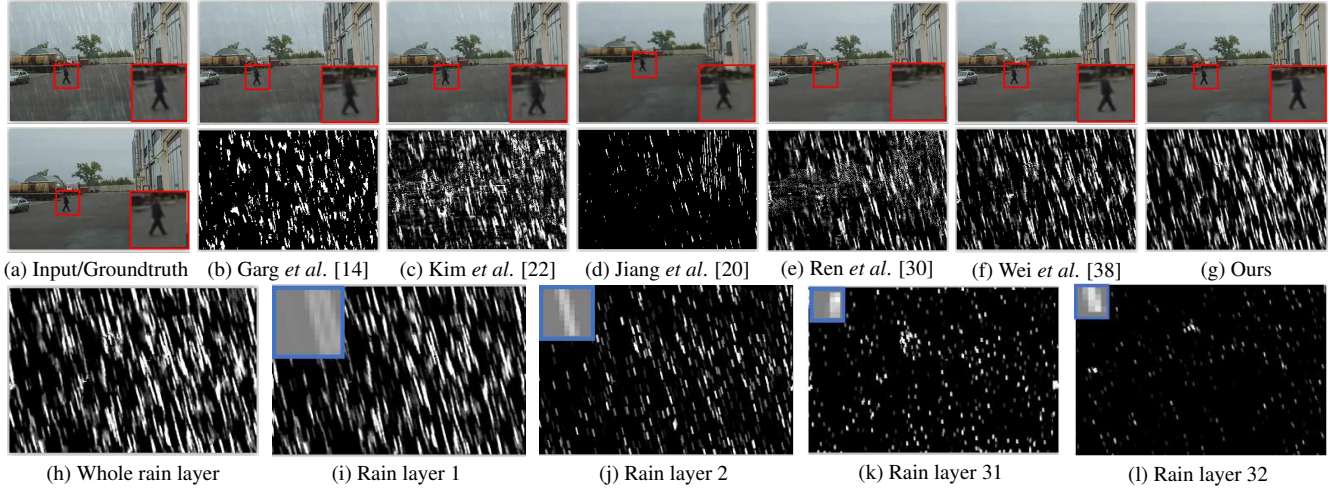 (a) Input/Groundtruth (b) Garg et al. [14] (c) Kim et al. [22] (d) Jiang et al. [20] (e) Ren et al. [30] (f) Wei et al. [38] (g) Ours
(h) Whole rain layer (i) Rain layer 1 (j) Rain layer 2 (k) Rain layer 31 (l) Rain layer 32